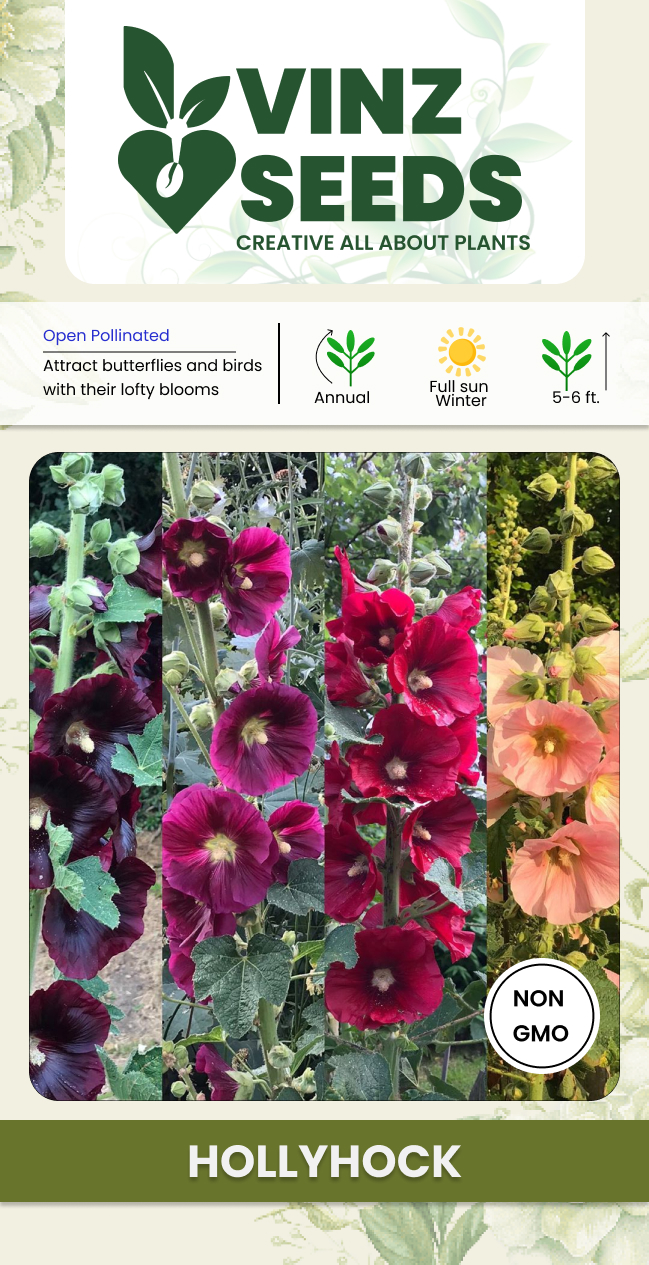 VINZ
SEEDS
CREATIVE ALL ABOUT PLANTS
Open Pollinated
Attract butterflies and birds
with their lofty blooms
Annual
Full sun
Winter
5-6 ft.
NON
GMO
HOLLYHOCK